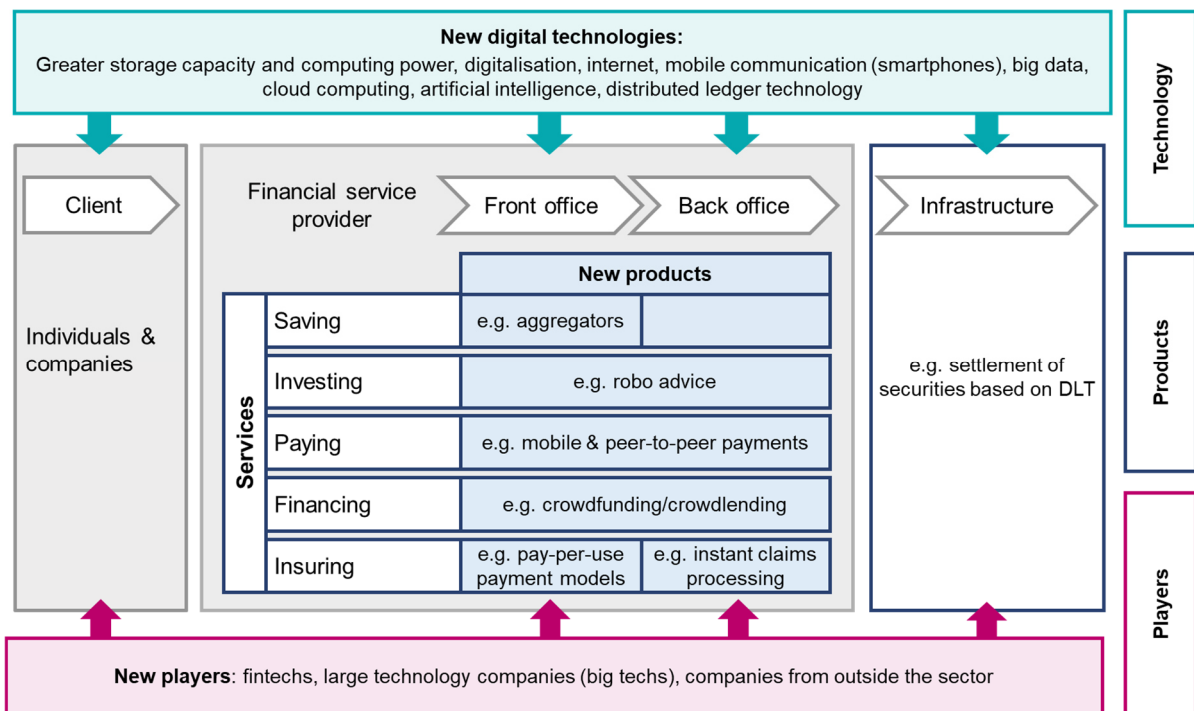 New digital technologies:
Greater storage capacity and computing power, digitalisation, internet, mobile communication (smartphones), big data,
cloud computing, artificial intelligence, distributed ledger technology
Technology
Client
Financial service
provider
Front office
Back office
Infrastructure
New products
Services
Saving
e.g. aggregators
Individuals &
companies
Investing
e.g. robo advice
e.g. settlement of
securities based on DLT
Products
Paying
e.g. mobile & peer-to-peer payments
Financing
e.g. crowdfunding/crowdlending
Insuring
e.g. pay-per-use
payment models
e.g. instant claims
processing
Players
New players: fintechs, large technology companies (big techs), companies from outside the sector